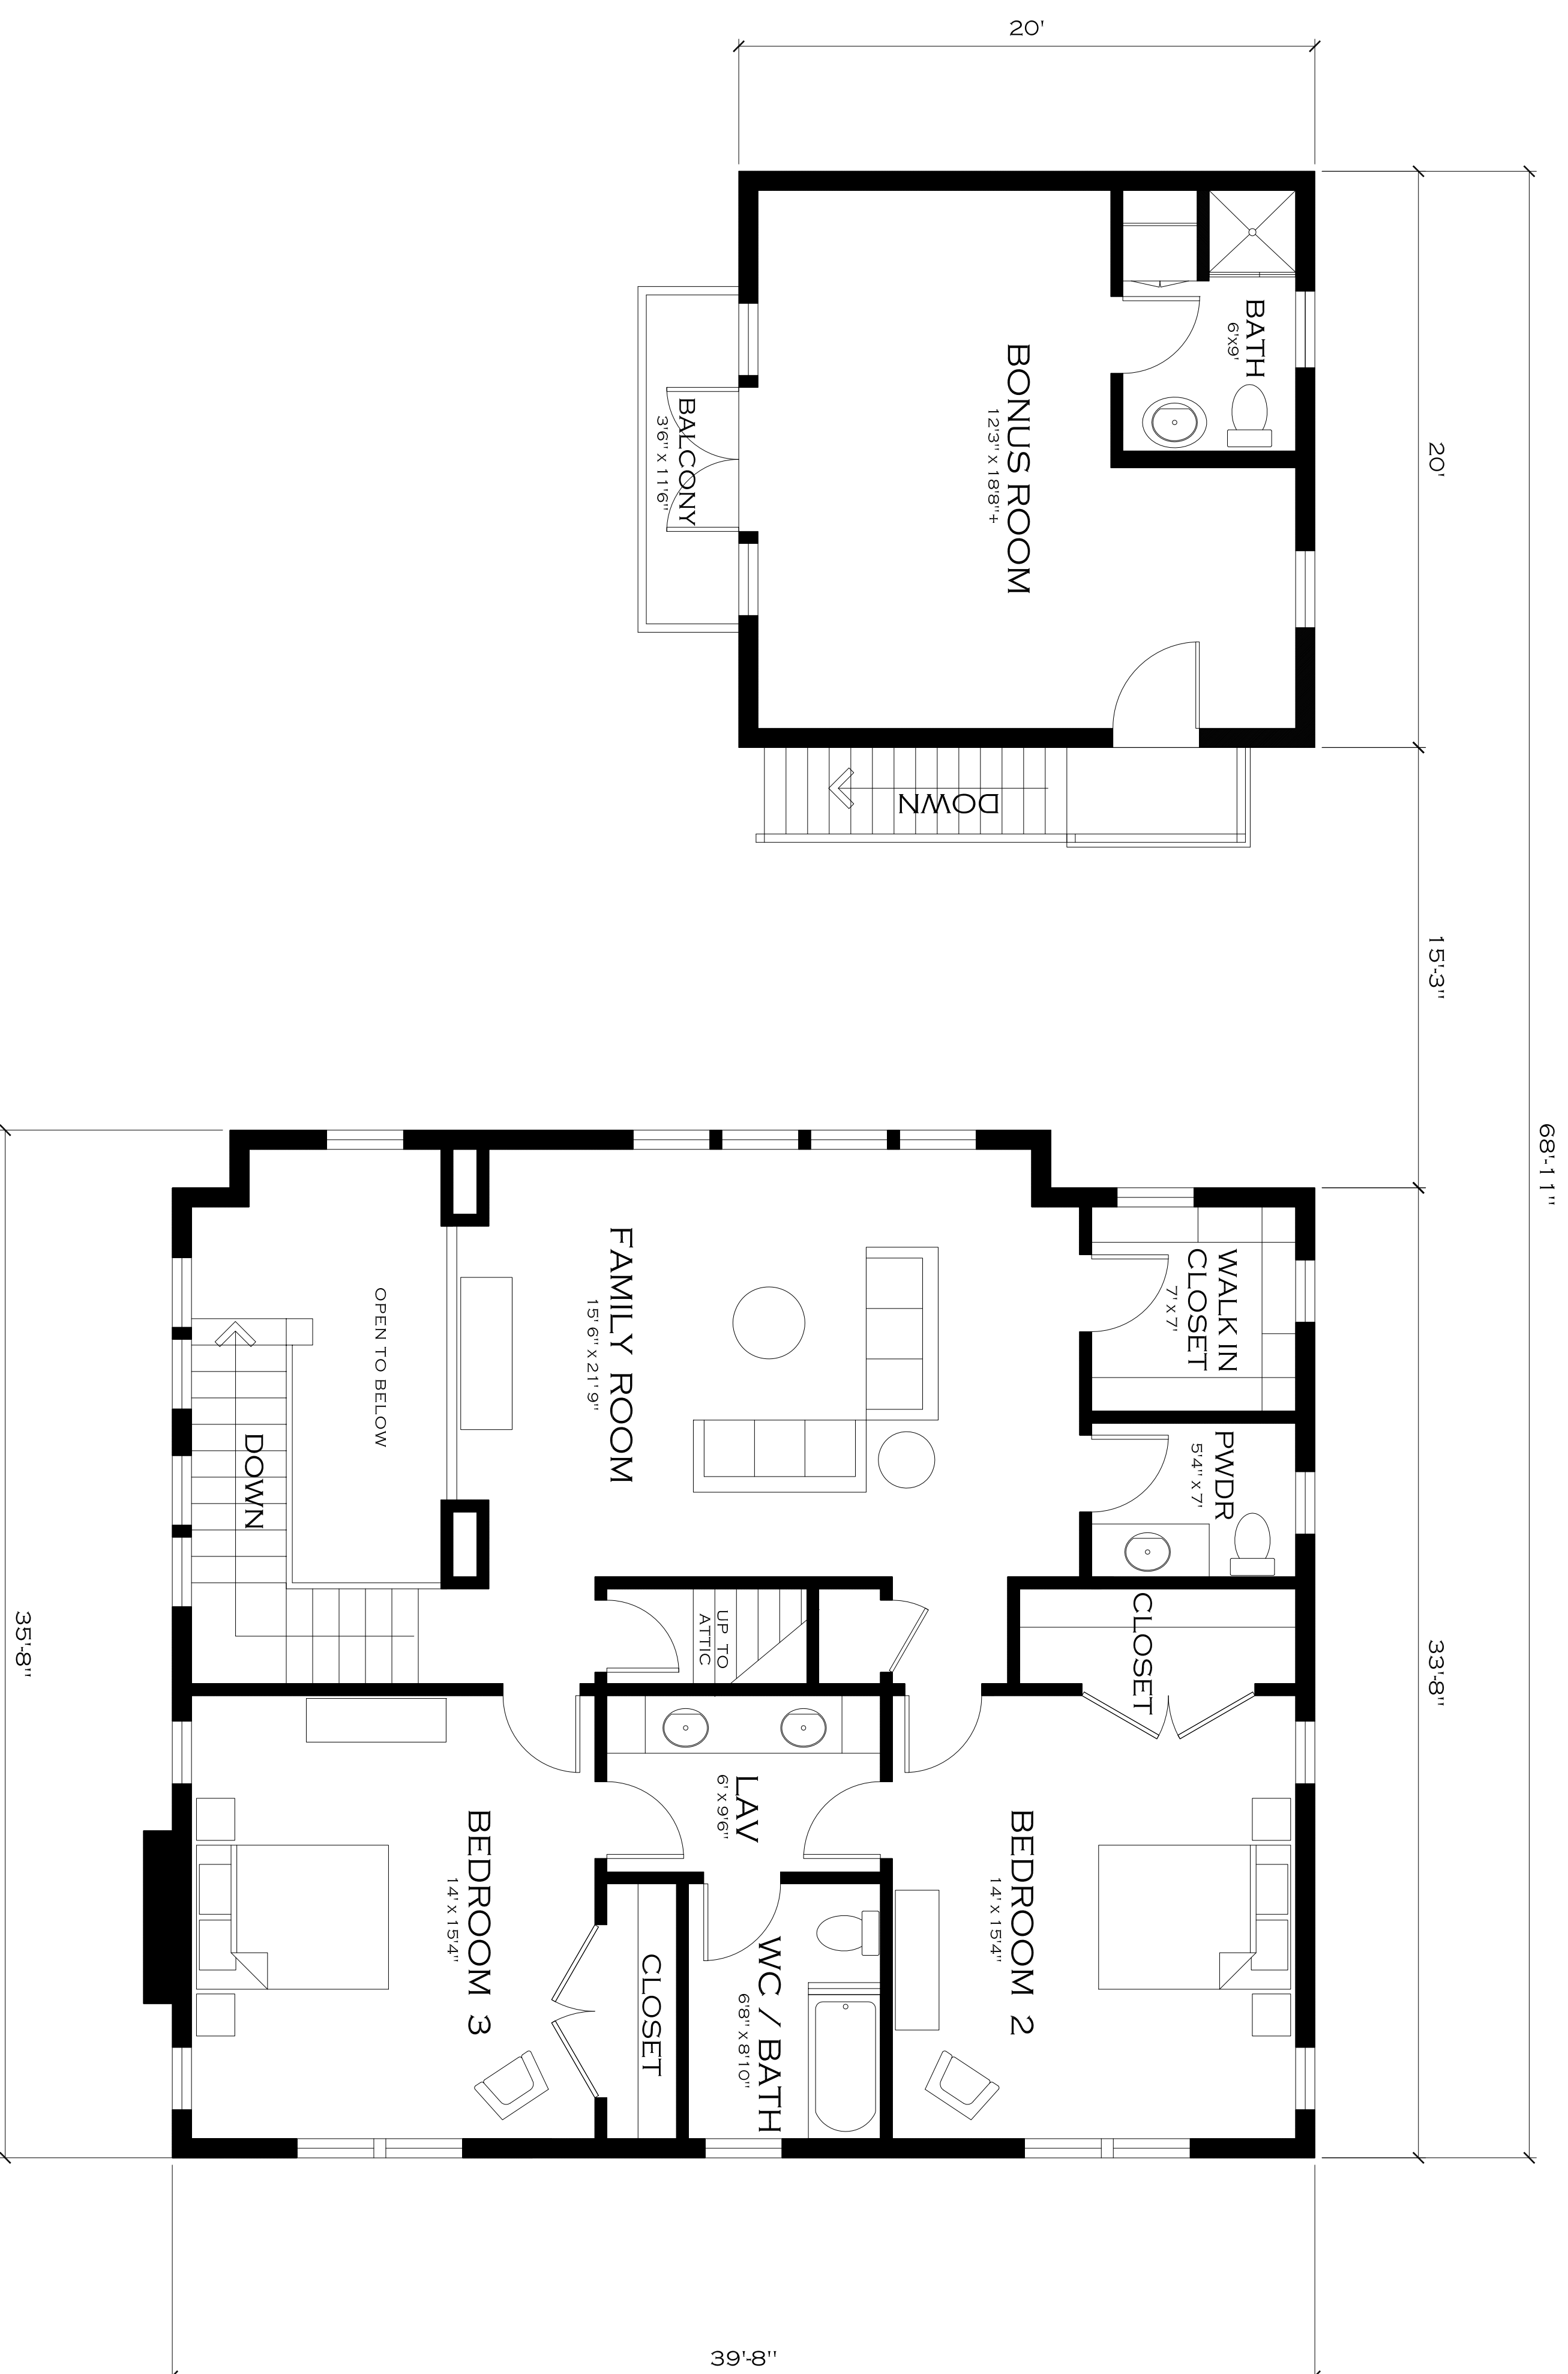 20'
20'
15'-3"
68'-11"
33'-8"
35'-8"
39'-8"
BATH
6'x9'
BONUS ROOM
12'3" x 18'8"+
BALCONY
3'6" x 11'6"
DOWN
WALK IN
CLOSET
7' x 7'
PWDR
5'4" x 7'
FAMILY ROOM
15' 6" x 21' 9"
OPEN TO BELOW
DOWN
UP TO
ATTIC
CLOSET
LAV
6' x 9'6"
BEDROOM 2
14' x 15'4"
BEDROOM 3
14' x 15'4"
WC / BATH
6'8" x 8'10"
CLOSET